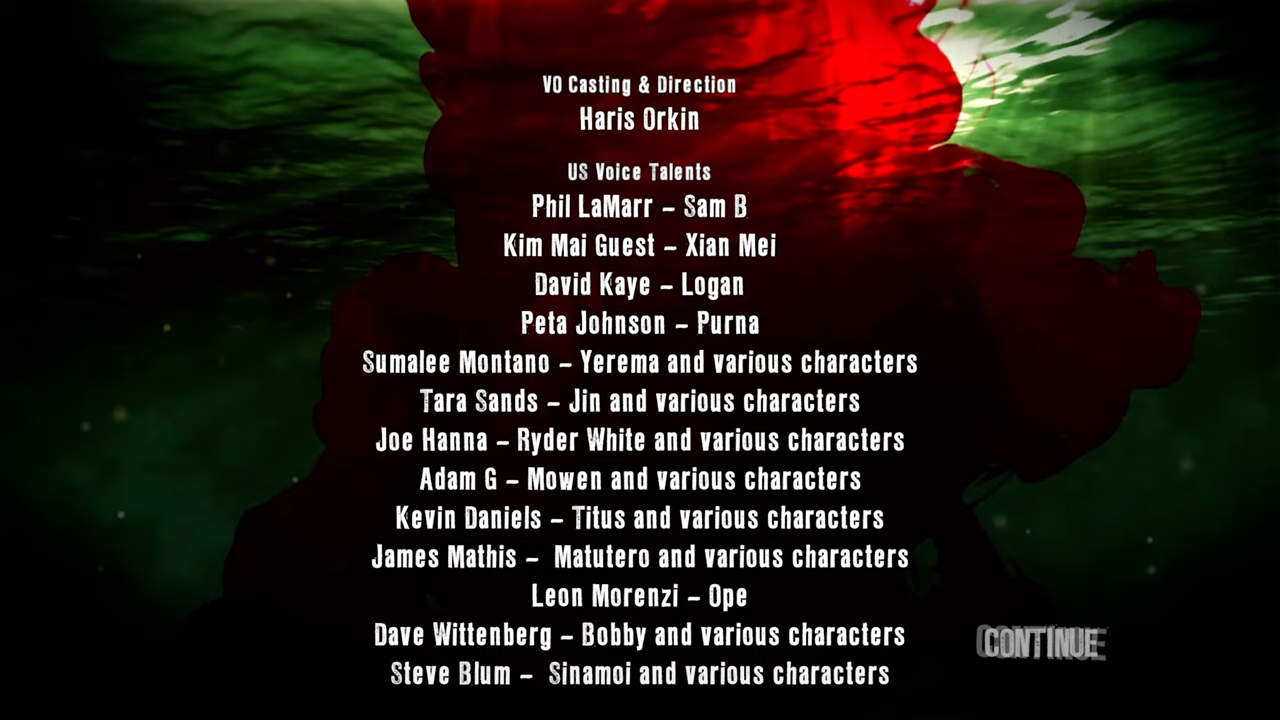 VO Casting & Direction
Haris Orkin
US Voice Talents
Phil LaMarr – Sam B
Kim Mai Guest – Xian Mei
David Kaye – Logan
Peta Johnson – Purna
Sumalee Montano – Yerema and various characters
Tara Sands – Jin and various characters
Joe Hanna – Ryder White and various characters
Adam G – Mowen and various characters
Kevin Daniels – Titus and various characters
James Mathis – Matutero and various characters
Leon Morenzi – Ope
Dave Wittenberg – Bobby and various characters
CONTINUE
Steve Blum – Sinamoi and various characters